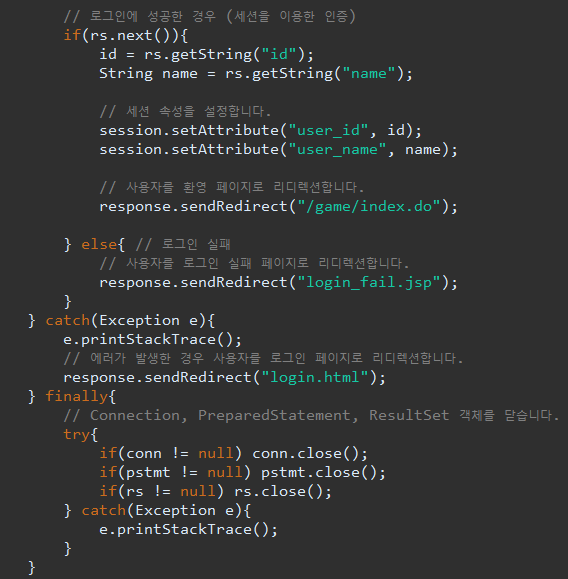 // 로그인에 성공한 경우 (세션을 이용한 인증)
if(rs.next()){
id = rs.getString("id");
String name = rs.getString("name");
// 세션 속성을 설정합니다.
session.setAttribute("user_id", id);
session.setAttribute("user_name", name);
// 사용자를 환영 페이지로 리디렉션합니다.
response.sendRedirect("/game/index.do");
} else{ // 로그인 실패
// 사용자를 로그인 실패 페이지로 리디렉션합니다.
response.sendRedirect("login_fail.jsp");
}
} catch(Exception e){
e.printStackTrace();
// 에러가 발생한 경우 사용자를 로그인 페이지로 리디렉션합니다.
response.sendRedirect("login.html");
} finally{
// Connection, PreparedStatement, ResultSet 객체를 닫습니다.
try{
if(conn != null) conn.close();
if(pstmt != null) pstmt.close();
if(rs != null) rs.close();
} catch(Exception e){
e.printStackTrace();
}
}